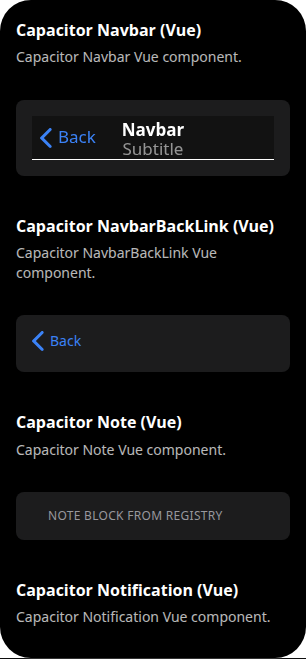 Capacitor Navbar (Vue)
Capacitor Navbar Vue component.
Back
Navbar
Subtitle
Capacitor NavbarBackLink (Vue)
Capacitor NavbarBackLink Vue
component.
Back
Capacitor Note (Vue)
Capacitor Note Vue component.
NOTE BLOCK FROM REGISTRY
Capacitor Notification (Vue)
Capacitor Notification Vue component.